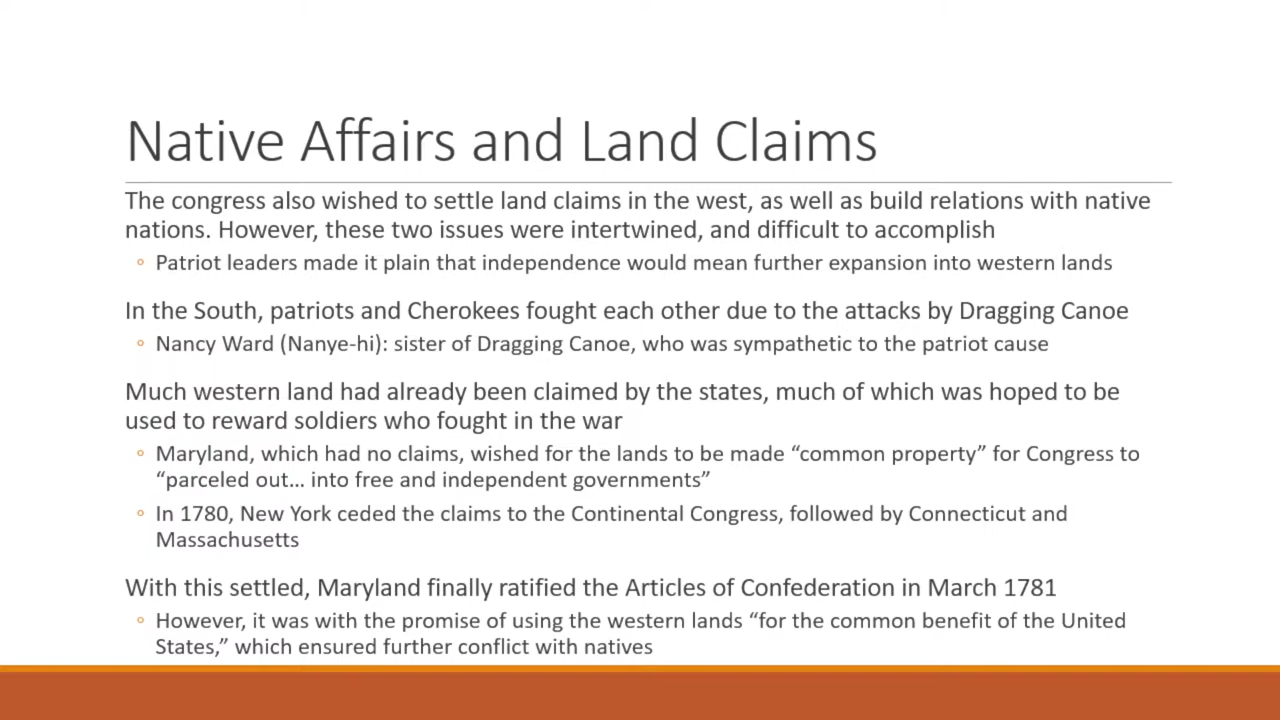 Native Affairs and Land Claims
The congress also wished to settle land claims in the west, as well as build relations with native
nations. However, these two issues were intertwined, and difficult to accomplish
◦ Patriot leaders made it plain that independence would mean further expansion into western lands
In the South, patriots and Cherokees fought each other due to the attacks by Dragging Canoe
◦ Nancy Ward (Nanye-hi): sister of Dragging Canoe, who was sympathetic to the patriot cause
Much western land had already been claimed by the states, much of which was hoped to be
used to reward soldiers who fought in the war
◦ Maryland, which had no claims, wished for the lands to be made “common property” for Congress to
“parceled out… into free and independent governments”
◦ In 1780, New York ceded the claims to the Continental Congress, followed by Connecticut and
Massachusetts
With this settled, Maryland finally ratified the Articles of Confederation in March 1781
◦ However, it was with the promise of using the western lands “for the common benefit of the United
States,” which ensured further conflict with natives